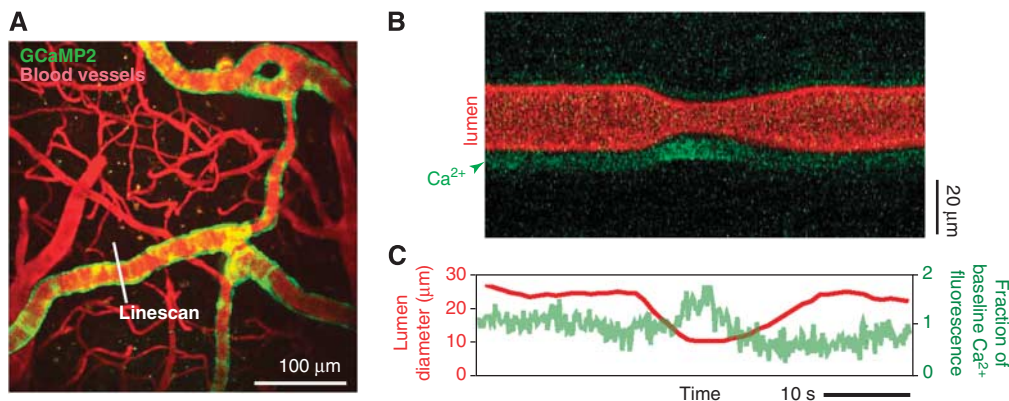 A
GCaMP2
Blood vessels
Linescan
100 μm
B
lumen
Ca2+
20 μm
C
Lumen
diameter (μm)
30
20
10
0
2
1
0
Fraction of
baseline Ca2+
fluorescence
Time
10 s